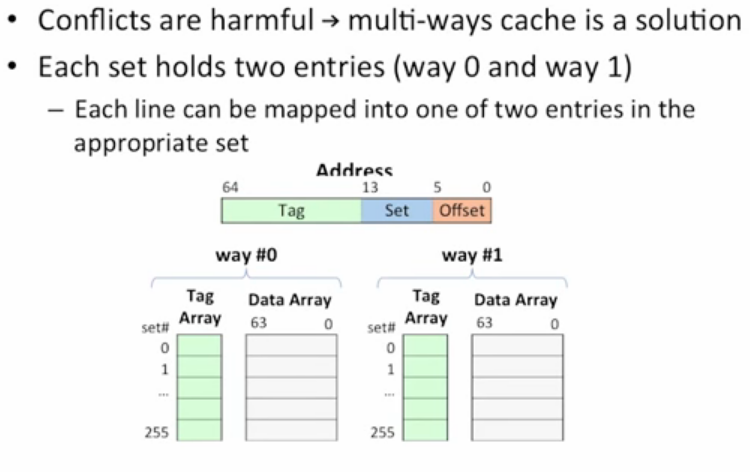 • Conflicts are harmful → multi-ways cache is a solution
• Each set holds two entries (way 0 and way 1)
– Each line can be mapped into one of two entries in the
appropriate set
Address
64 13 5 0
Tag Set Offset
way #0 way #1
Tag Data Array Tag Data Array
set# Array 63 0 set# Array 63 0
0 0
1 1
... ...
255 255